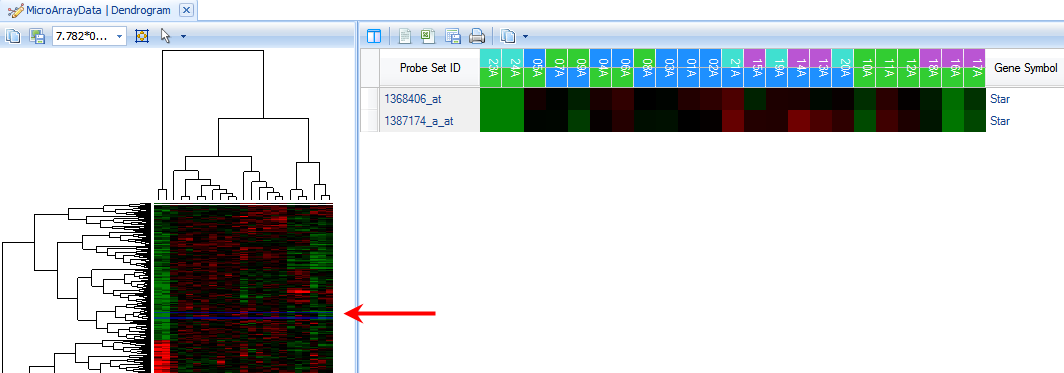 MicroArrayData | Dendrogram
7.782*0...
Probe Set ID 23A 24A 05A 07A 09A 04A 06A 08A 03A 01A 02A 21A 15A 19A 14A 13A 20A 10A 11A 12A 18A 16A 17A Gene Symbol
1368406_at Star
1387174_a_at Star